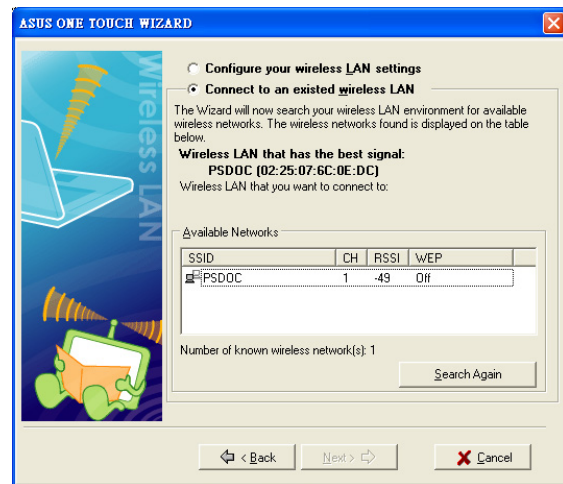 ASUS ONE TOUCH WIZARD
Wireless LAN
Configure your wireless LAN settings
Connect to an existed wireless LAN
The Wizard will now search your wireless LAN environment for available
wireless networks. The wireless networks found is displayed on the table
below.
Wireless LAN that has the best signal:
PSDOC (02:25:07:6C:0E:DC)
Wireless LAN that you want to connect to:
Available Networks
SSID CH RSSI WEP
PSDOC 1 -49 Off
Number of known wireless network(s): 1
Search Again
< Back Next > Cancel